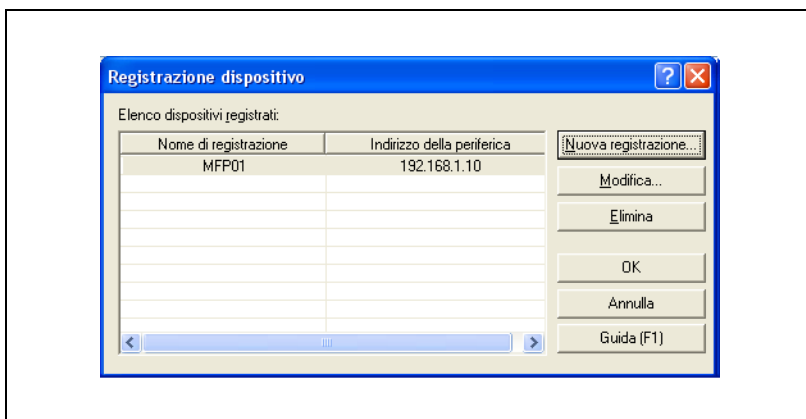 Registrazione dispositivo
Elenco dispositivi registrati:
Nome di registrazione Indirizzo della periferica
MFP01 192.168.1.10
Nuova registrazione...
Modifica...
Elimina
OK
Annulla
Guida (F1)